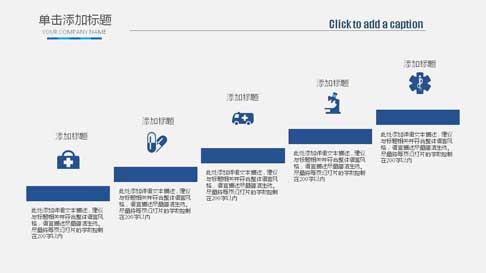 单击添加标题
YOUR COMPANY NAME
Click to add a caption
添加标题
此处添加详细文本描述，建议
与标题相关并符合整体语言风
格，语言描述尽量简洁生动。
尽量将每页幻灯片的字数控制
在200字以内
添加标题
此处添加详细文本描述，建议
与标题相关并符合整体语言风
格，语言描述尽量简洁生动。
尽量将每页幻灯片的字数控制
在200字以内
添加标题
此处添加详细文本描述，建议
与标题相关并符合整体语言风
格，语言描述尽量简洁生动。
尽量将每页幻灯片的字数控制
在200字以内
添加标题
此处添加详细文本描述，建议
与标题相关并符合整体语言风
格，语言描述尽量简洁生动。
尽量将每页幻灯片的字数控制
在200字以内
添加标题
此处添加详细文本描述，建议
与标题相关并符合整体语言风
格，语言描述尽量简洁生动。
尽量将每页幻灯片的字数控制
在200字以内